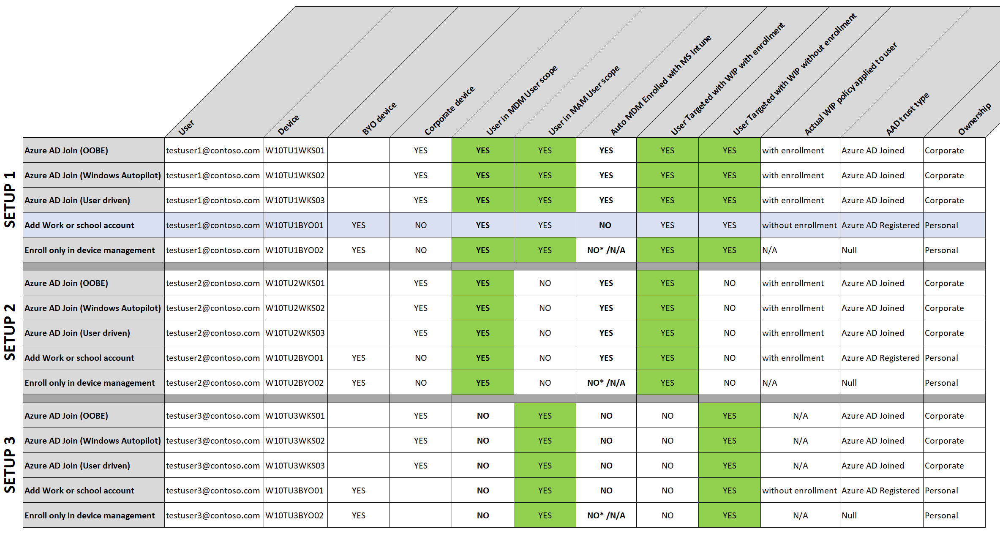 User
Device
BYO device
Corporate device
User in MDM User scope
User in MAM User scope
Auto MDM Enrolled with MS Intune
User Targeted with WIP with enrollment
User Targeted with WIP without enrollment
Actual WIP policy applied to user
AAD trust type
Ownership
SETUP 1
Azure AD Join (OOBE) testuser1@contoso.com W10TU1WKS01 YES YES YES YES YES YES with enrollment Azure AD Joined Corporate
Azure AD Join (Windows Autopilot) testuser1@contoso.com W10TU1WKS02 YES YES YES YES YES YES with enrollment Azure AD Joined Corporate
Azure AD Join (User driven) testuser1@contoso.com W10TU1WKS03 YES YES YES YES YES YES with enrollment Azure AD Joined Corporate
Add Work or school account testuser1@contoso.com W10TU1BYO01 YES NO YES YES NO YES YES without enrollment Azure AD Registered Personal
Enroll only in device management testuser1@contoso.com W10TU1BYO02 YES NO YES YES NO* /N/A YES YES N/A Null Personal
SETUP 2
Azure AD Join (OOBE) testuser2@contoso.com W10TU2WKS01 YES YES NO YES YES NO with enrollment Azure AD Joined Corporate
Azure AD Join (Windows Autopilot) testuser2@contoso.com W10TU2WKS02 YES YES NO YES YES NO with enrollment Azure AD Joined Corporate
Azure AD Join (User driven) testuser2@contoso.com W10TU2WKS03 YES YES NO YES YES NO with enrollment Azure AD Joined Corporate
Add Work or school account testuser2@contoso.com W10TU2BYO01 YES NO YES NO YES YES NO with enrollment Azure AD Registered Personal
Enroll only in device management testuser2@contoso.com W10TU2BYO02 YES NO YES NO NO* /N/A YES NO N/A Null Personal
SETUP 3
Azure AD Join (OOBE) testuser3@contoso.com W10TU3WKS01 YES NO YES NO NO YES N/A Azure AD Joined Corporate
Azure AD Join (Windows Autopilot) testuser3@contoso.com W10TU3WKS02 YES NO YES NO NO YES N/A Azure AD Joined Corporate
Azure AD Join (User driven) testuser3@contoso.com W10TU3WKS03 YES NO YES NO NO YES N/A Azure AD Joined Corporate
Add Work or school account testuser3@contoso.com W10TU3BYO01 YES NO YES NO NO YES without enrollment Azure AD Registered Personal
Enroll only in device management testuser3@contoso.com W10TU3BYO02 YES NO YES NO* /N/A NO YES N/A Null Personal